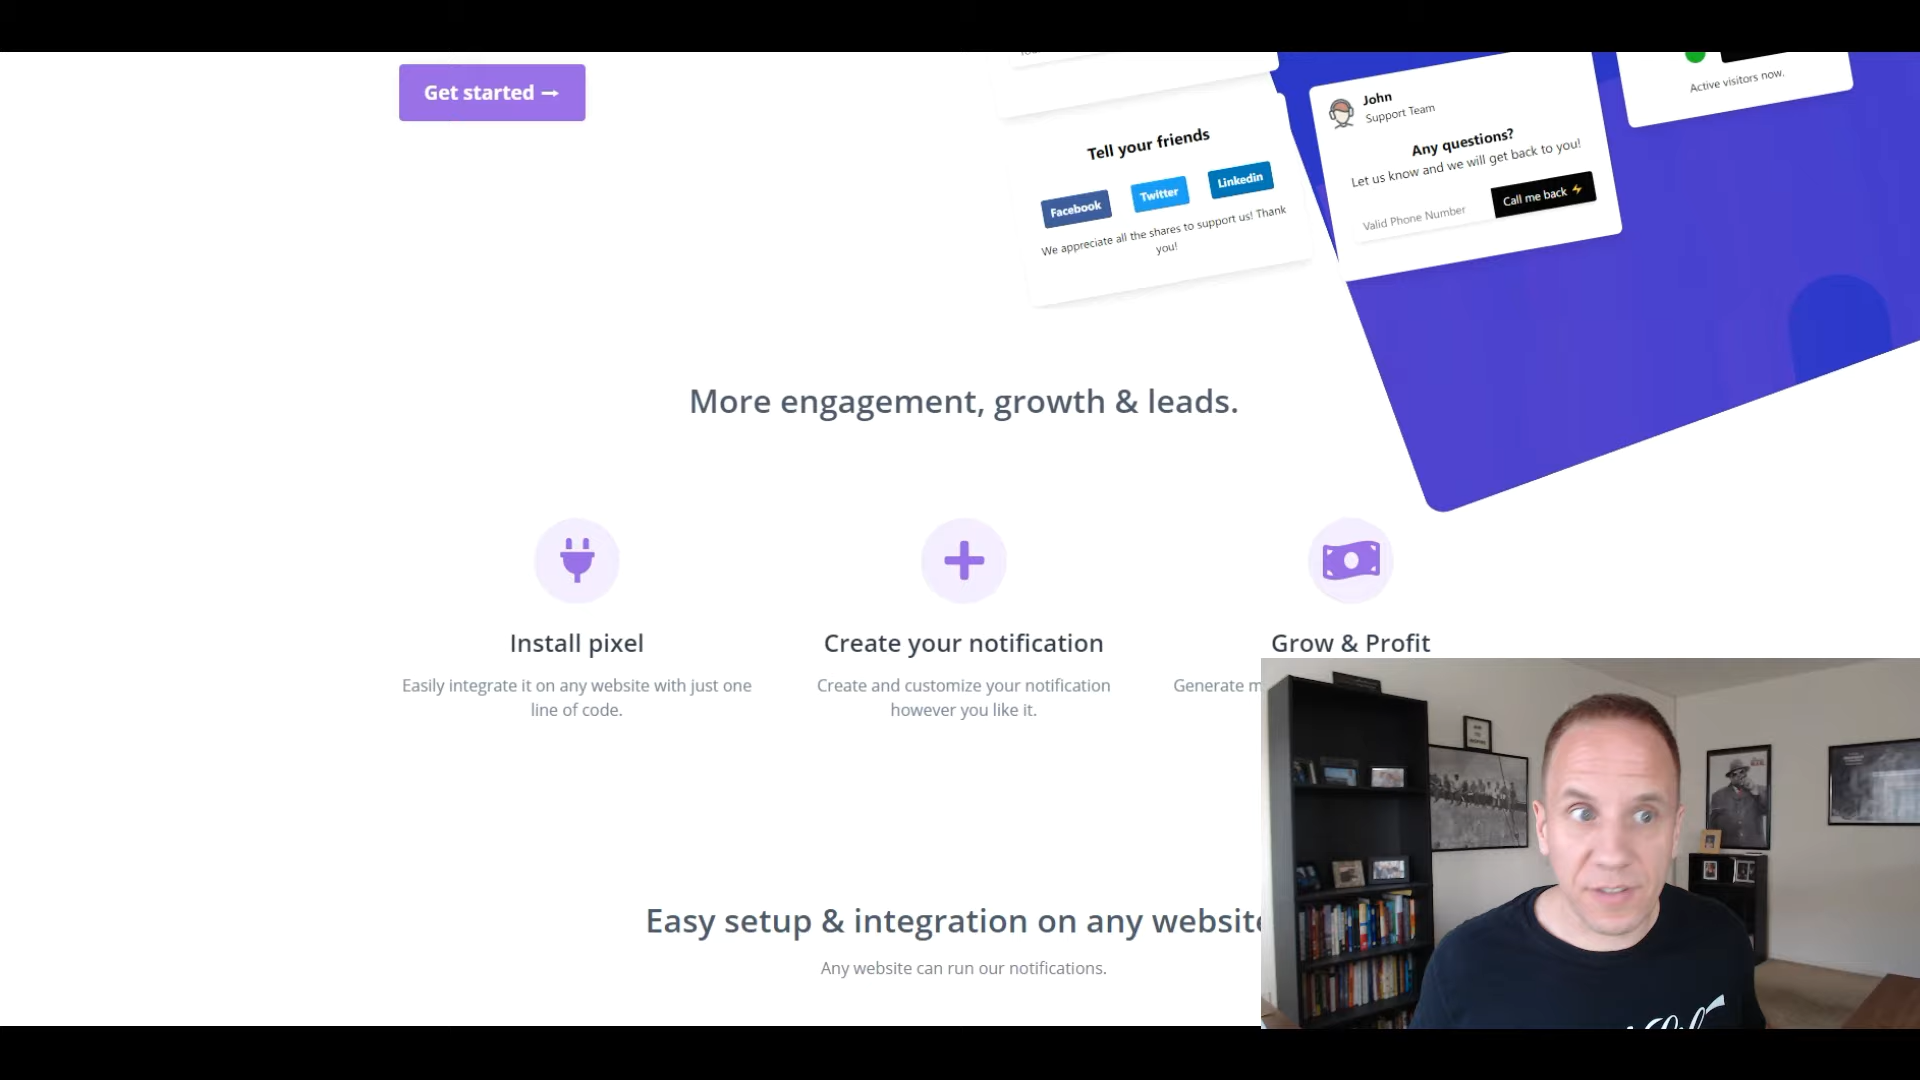 Get started →
Tell your friends
Facebook
Twitter
Linkedin
We appreciate all the shares to support us! Thank
you!
John
Support Team
Any questions?
Let us know and we will get back to you!
Valid Phone Number
Call me back ⚡
Active visitors now.
More engagement, growth & leads.
Install pixel
Easily integrate it on any website with just one
line of code.
Create your notification
Create and customize your notification
however you like it.
Grow & Profit
Generate
Easy setup & integration on any website
Any website can run our notifications.